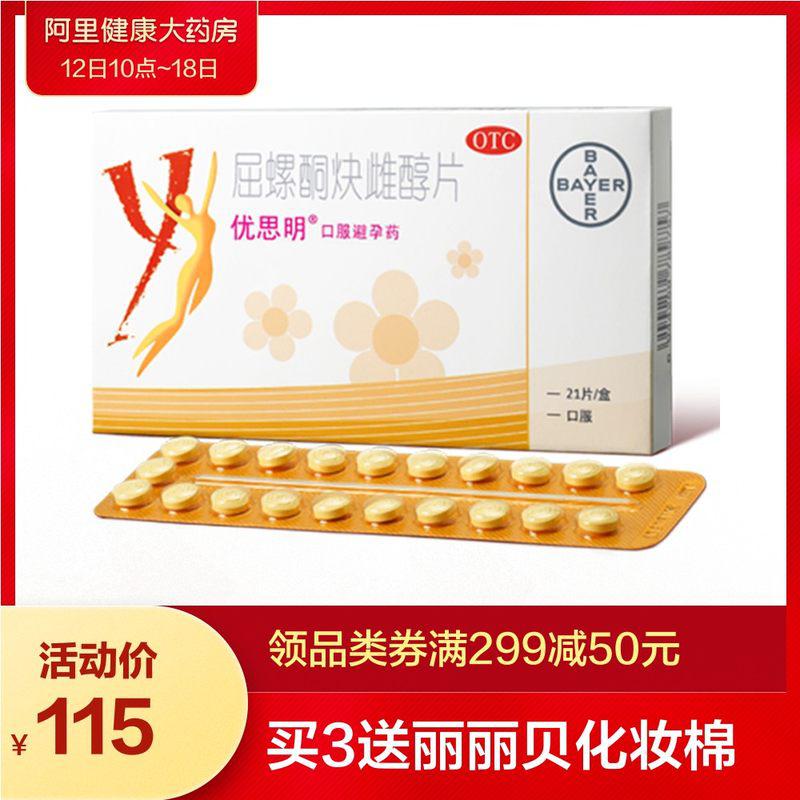 阿里健康大药房
12日10点~18日
OTC
屈螺酮炔雌醇片
优思明®口服避孕药
BAYER
BAYER
— 21片/盒
— 口服
领品类券满299减50元
活动价
¥115
买3送丽丽贝化妆棉